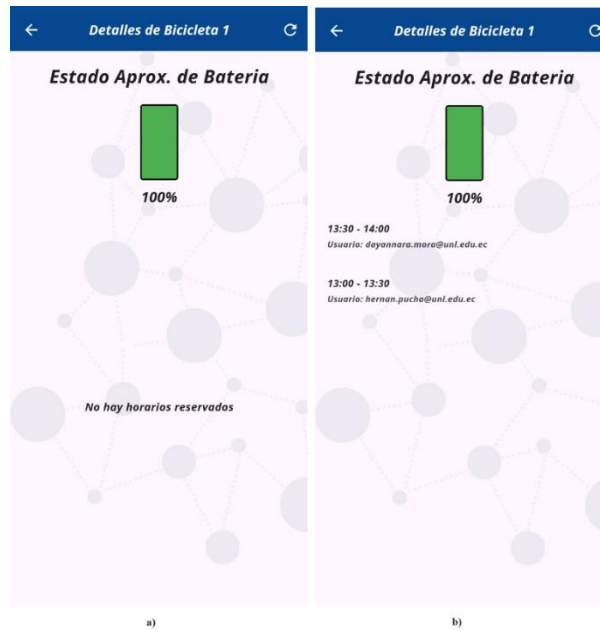 Detalles de Bicicleta 1
Estado Aprox. de Bateria
100%
No hay horarios reservados
a)
Detalles de Bicicleta 1
Estado Aprox. de Bateria
100%
13:30 - 14:00
Usuario: dayannara.mora@unl.edu.ec
13:00 - 13:30
Usuario: hernan.pucha@unl.edu.ec
b)